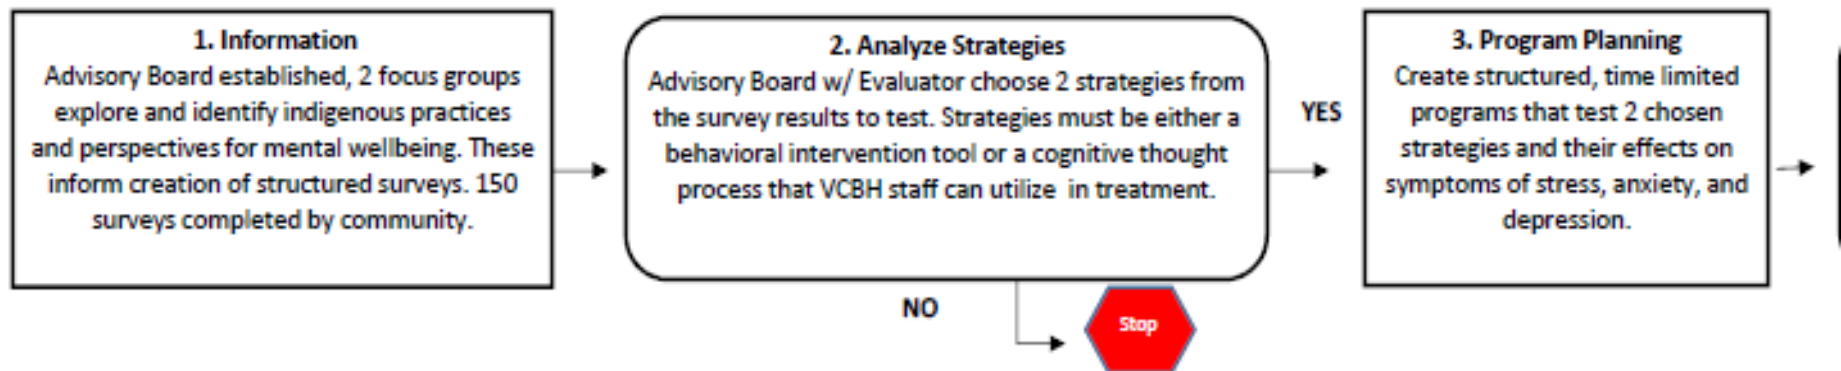 1. Information
Advisory Board established, 2 focus groups
explore and identify indigenous practices
and perspectives for mental wellbeing. These
inform creation of structured surveys. 150
surveys completed by community.
2. Analyze Strategies
Advisory Board w/ Evaluator choose 2 strategies from
the survey results to test. Strategies must be either a
behavioral intervention tool or a cognitive thought
process that VCBH staff can utilize in treatment.
YES
3. Program Planning
Create structured, time limited
programs that test 2 chosen
strategies and their effects on
symptoms of stress, anxiety, and
depression.
NO
Stop